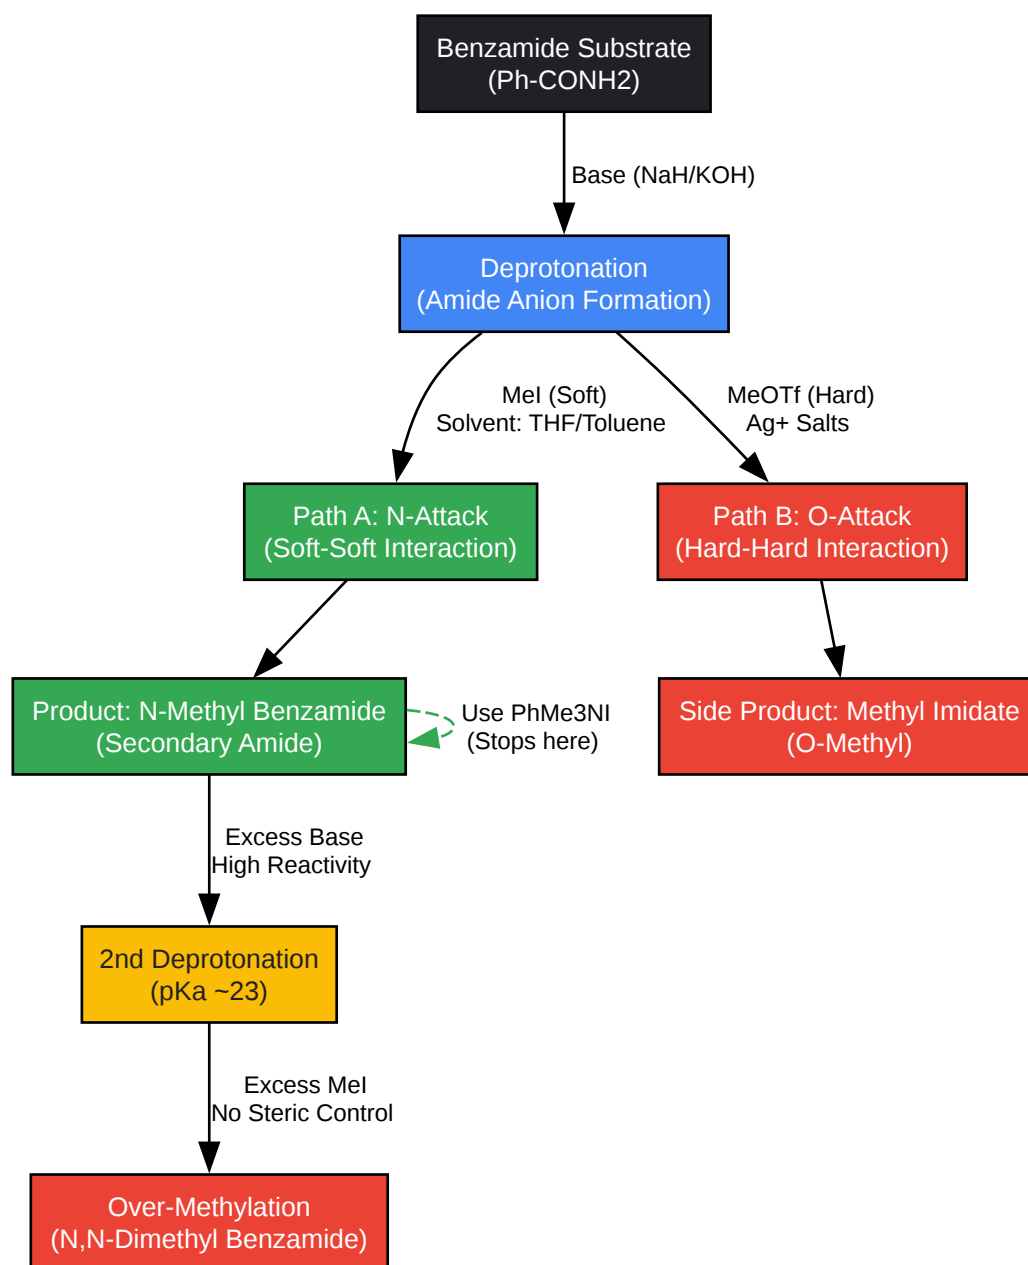 Benzamide Substrate
(Ph-CONH2)
Base (NaH/KOH)
Deprotonation
(Amide Anion Formation)
MeI (Soft)
Solvent: THF/Toluene
MeOTf (Hard)
Ag+ Salts
Path A: N-Attack
(Soft-Soft Interaction)
Path B: O-Attack
(Hard-Hard Interaction)
Product: N-Methyl Benzamide
(Secondary Amide)
Use PhMe3NI
(Stops here)
Side Product: Methyl Imidate
(O-Methyl)
Excess Base
High Reactivity
2nd Deprotonation
(pKa ~23)
Excess MeI
No Steric Control
Over-Methylation
(N,N-Dimethyl Benzamide)